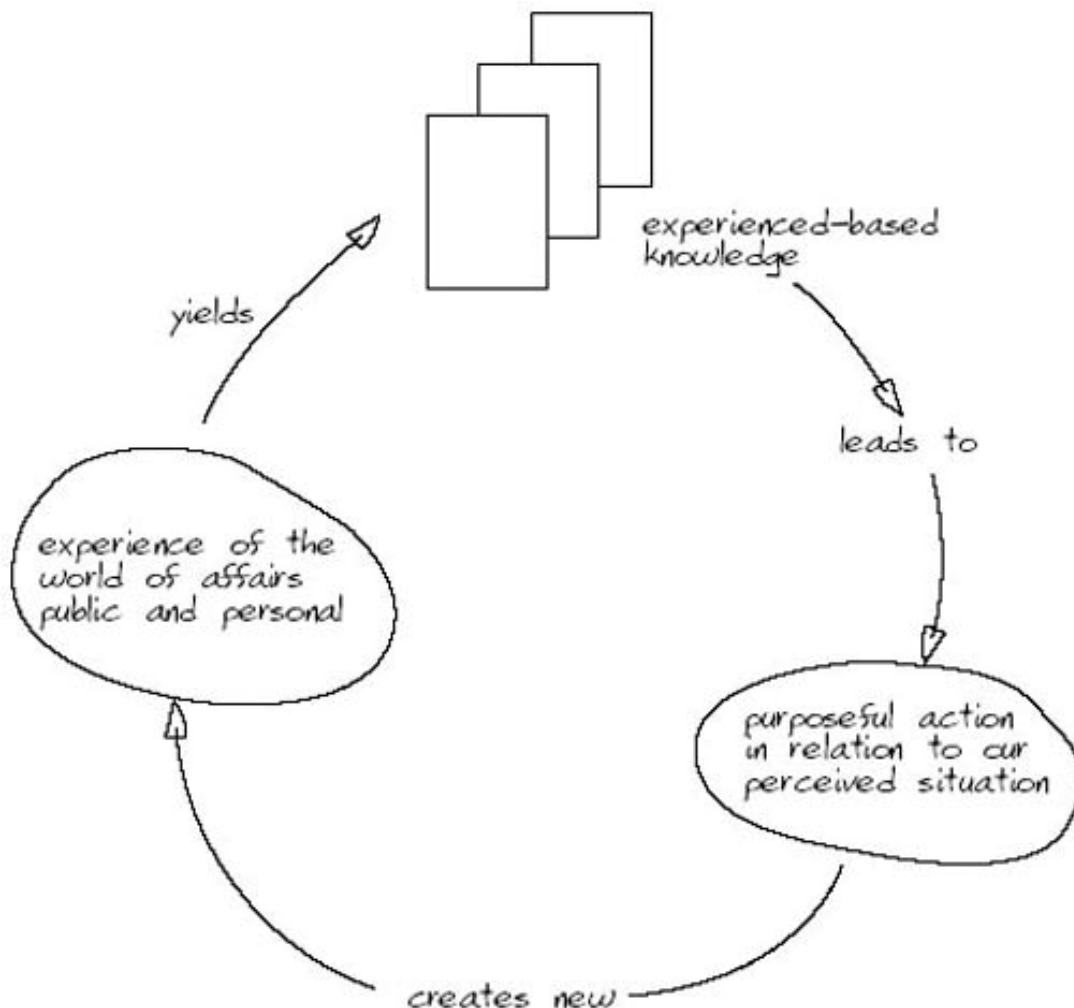 experienced-based
knowledge
yields
leads to
experience of the
world of affairs
public and personal
purposeful action
in relation to our
perceived situation
creates new